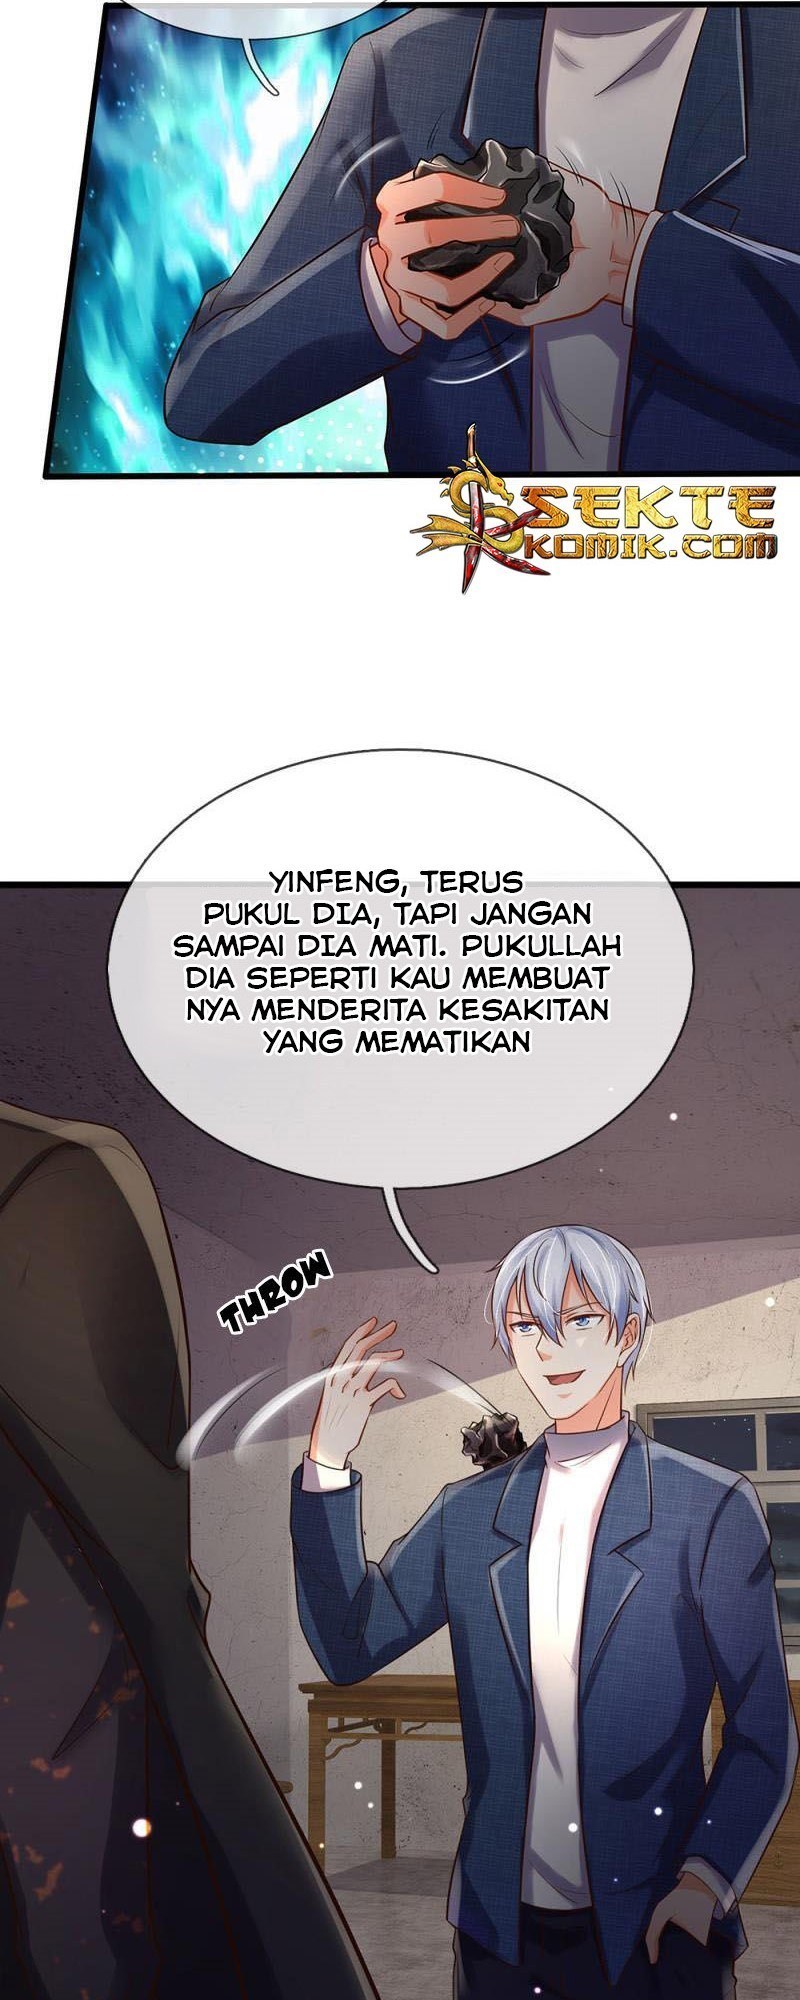 SEKTE
KOMIK.COM
YINFENG, TERUS
PUKUL DIA, TAPI JANGAN
SAMPAI DIA MATI. PUKULLAH
DIA SEPERTI KAU MEMBUAT
NYA MENDERITA KESAKITAN
YANG MEMATIKAN
THROW